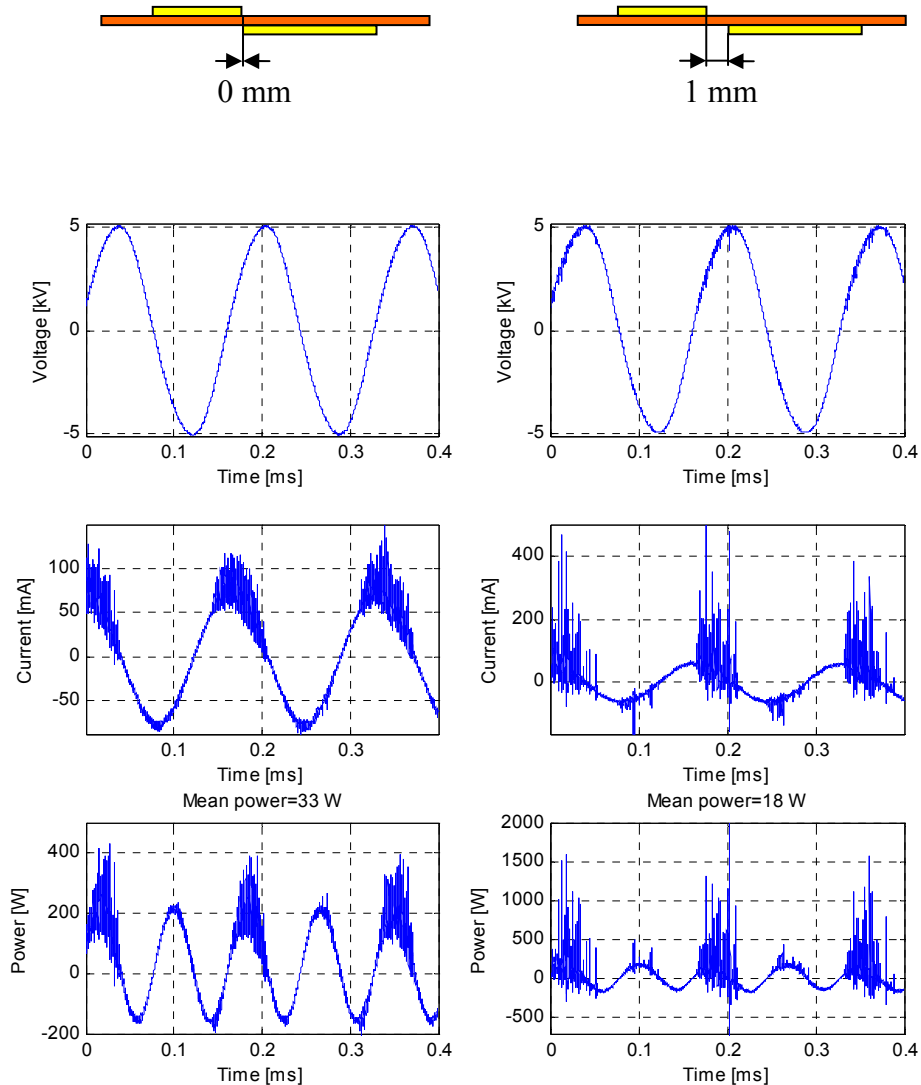 0 mm
1 mm
5
0
-5
Voltage [kV]
0 0.1 0.2 0.3 0.4
Time [ms]
5
0
-5
Voltage [kV]
0 0.1 0.2 0.3 0.4
Time [ms]
100
50
0
-50
Current [mA]
0.1 0.2 0.3
Time [ms]
400
200
0
Current [mA]
0.1 0.2 0.3
Time [ms]
Mean power=33 W
400
200
0
-200
Power [W]
0 0.1 0.2 0.3 0.4
Time [ms]
Mean power=18 W
2000
1500
1000
500
0
-500
Power [W]
0 0.1 0.2 0.3 0.4
Time [ms]